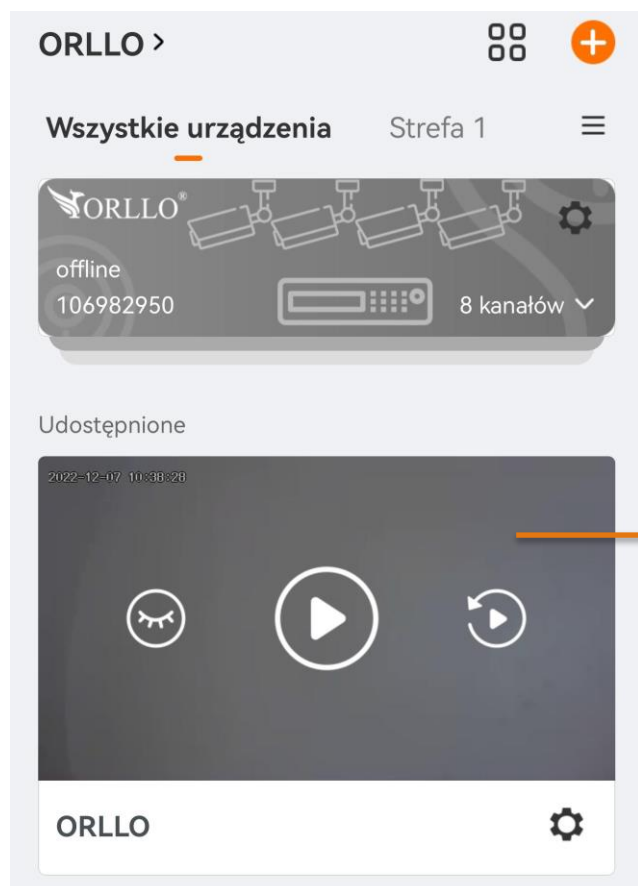 ORLLO >
Wszystkie urządzenia Strefa 1
ORLLO®
offline
106982950 8 kanałów
Udostępnione
2022-12-07 10:38:28
ORLLO